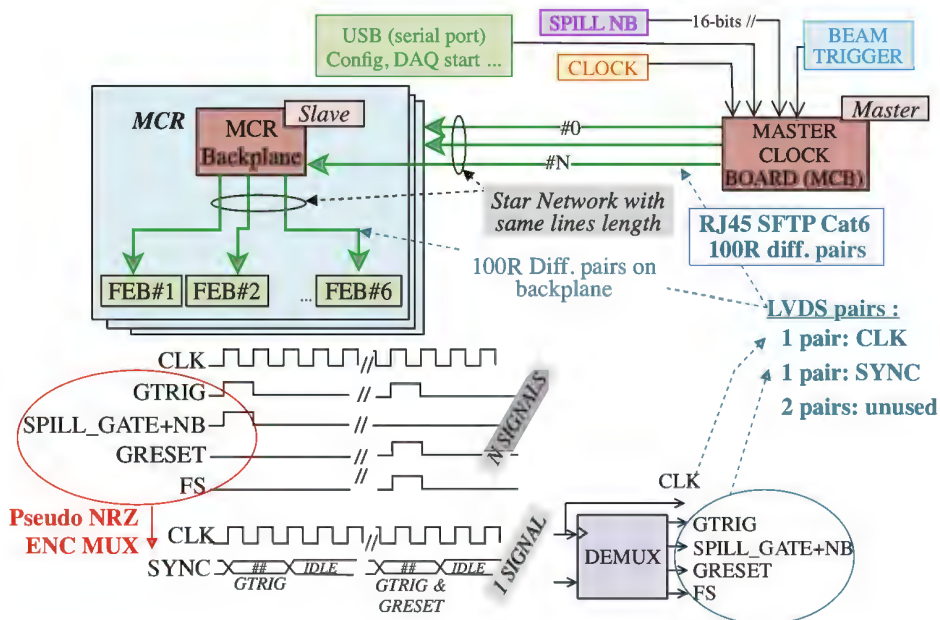 SPILL NB
16-bits //
USB (serial port)
Config, DAQ start ...
CLOCK
BEAM
TRIGGER
MCR
Slave
MCR
Backplane
#0
#N
Master
MASTER
CLOCK
BOARD (MCB)
Star Network with
same lines length
RJ45 SFTP Cat6
100R diff. pairs
FEB#1
FEB#2
...
FEB#6
100R Diff. pairs on
backplane
LVDS pairs :
1 pair: CLK
1 pair: SYNC
2 pairs: unused
CLK
//
GTRIG
//
SPILL_GATE+NB
//
GRESET
//
FS
//
N SIGNALS
Pseudo NRZ
ENC MUX
CLK
//
SYNC
##
IDLE
//
##
IDLE
GTRIG
GTRIG &
GRESET
1 SIGNAL
CLK
DEMUX
GTRIG
SPILL_GATE+NB
GRESET
FS